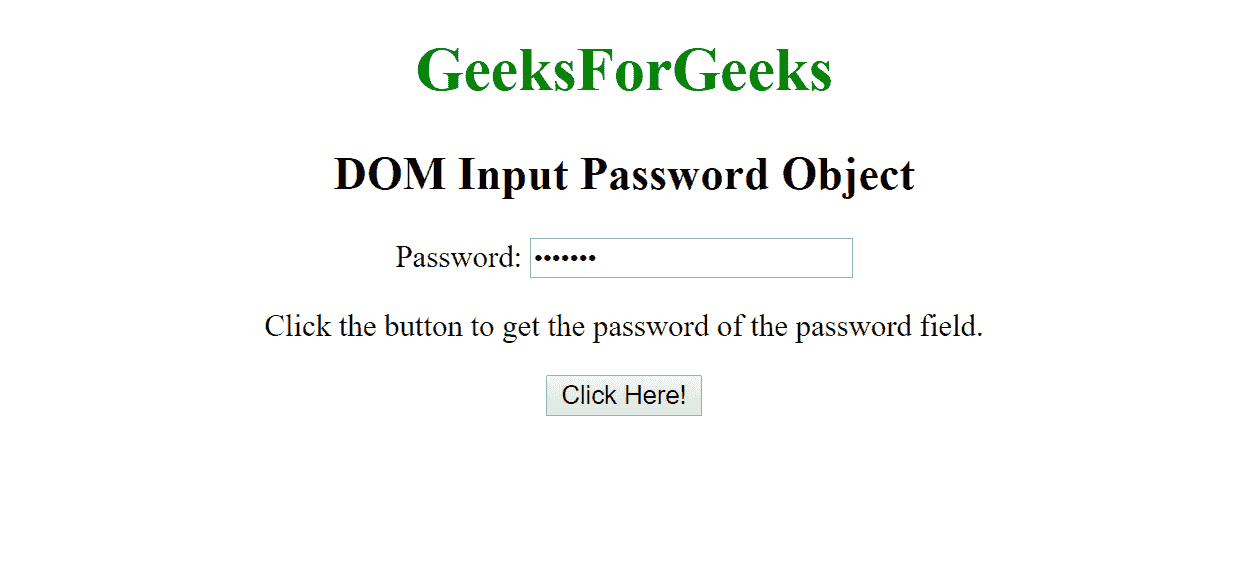 GeeksForGeeks
DOM Input Password Object
Password: •••••••
Click the button to get the password of the password field.
Click Here!